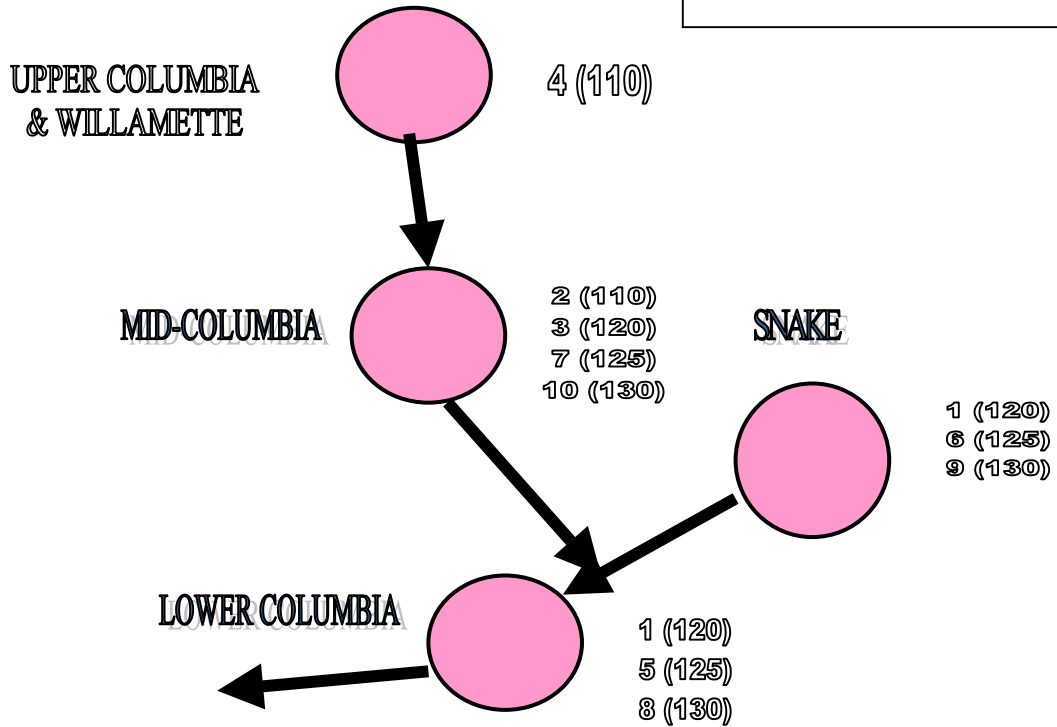 UPPER COLUMBIA
& WILLAMETTE
4 (110)
MID-COLUMBIA
2 (110)
3 (120)
7 (125)
10 (130)
SNAKE
1 (120)
6 (125)
9 (130)
LOWER COLUMBIA
1 (120)
5 (125)
8 (130)